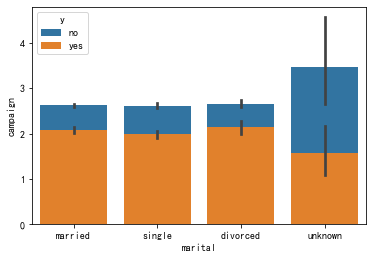 y
no
yes
4
3
2
1
0
campaign
married single divorced unknown
marital